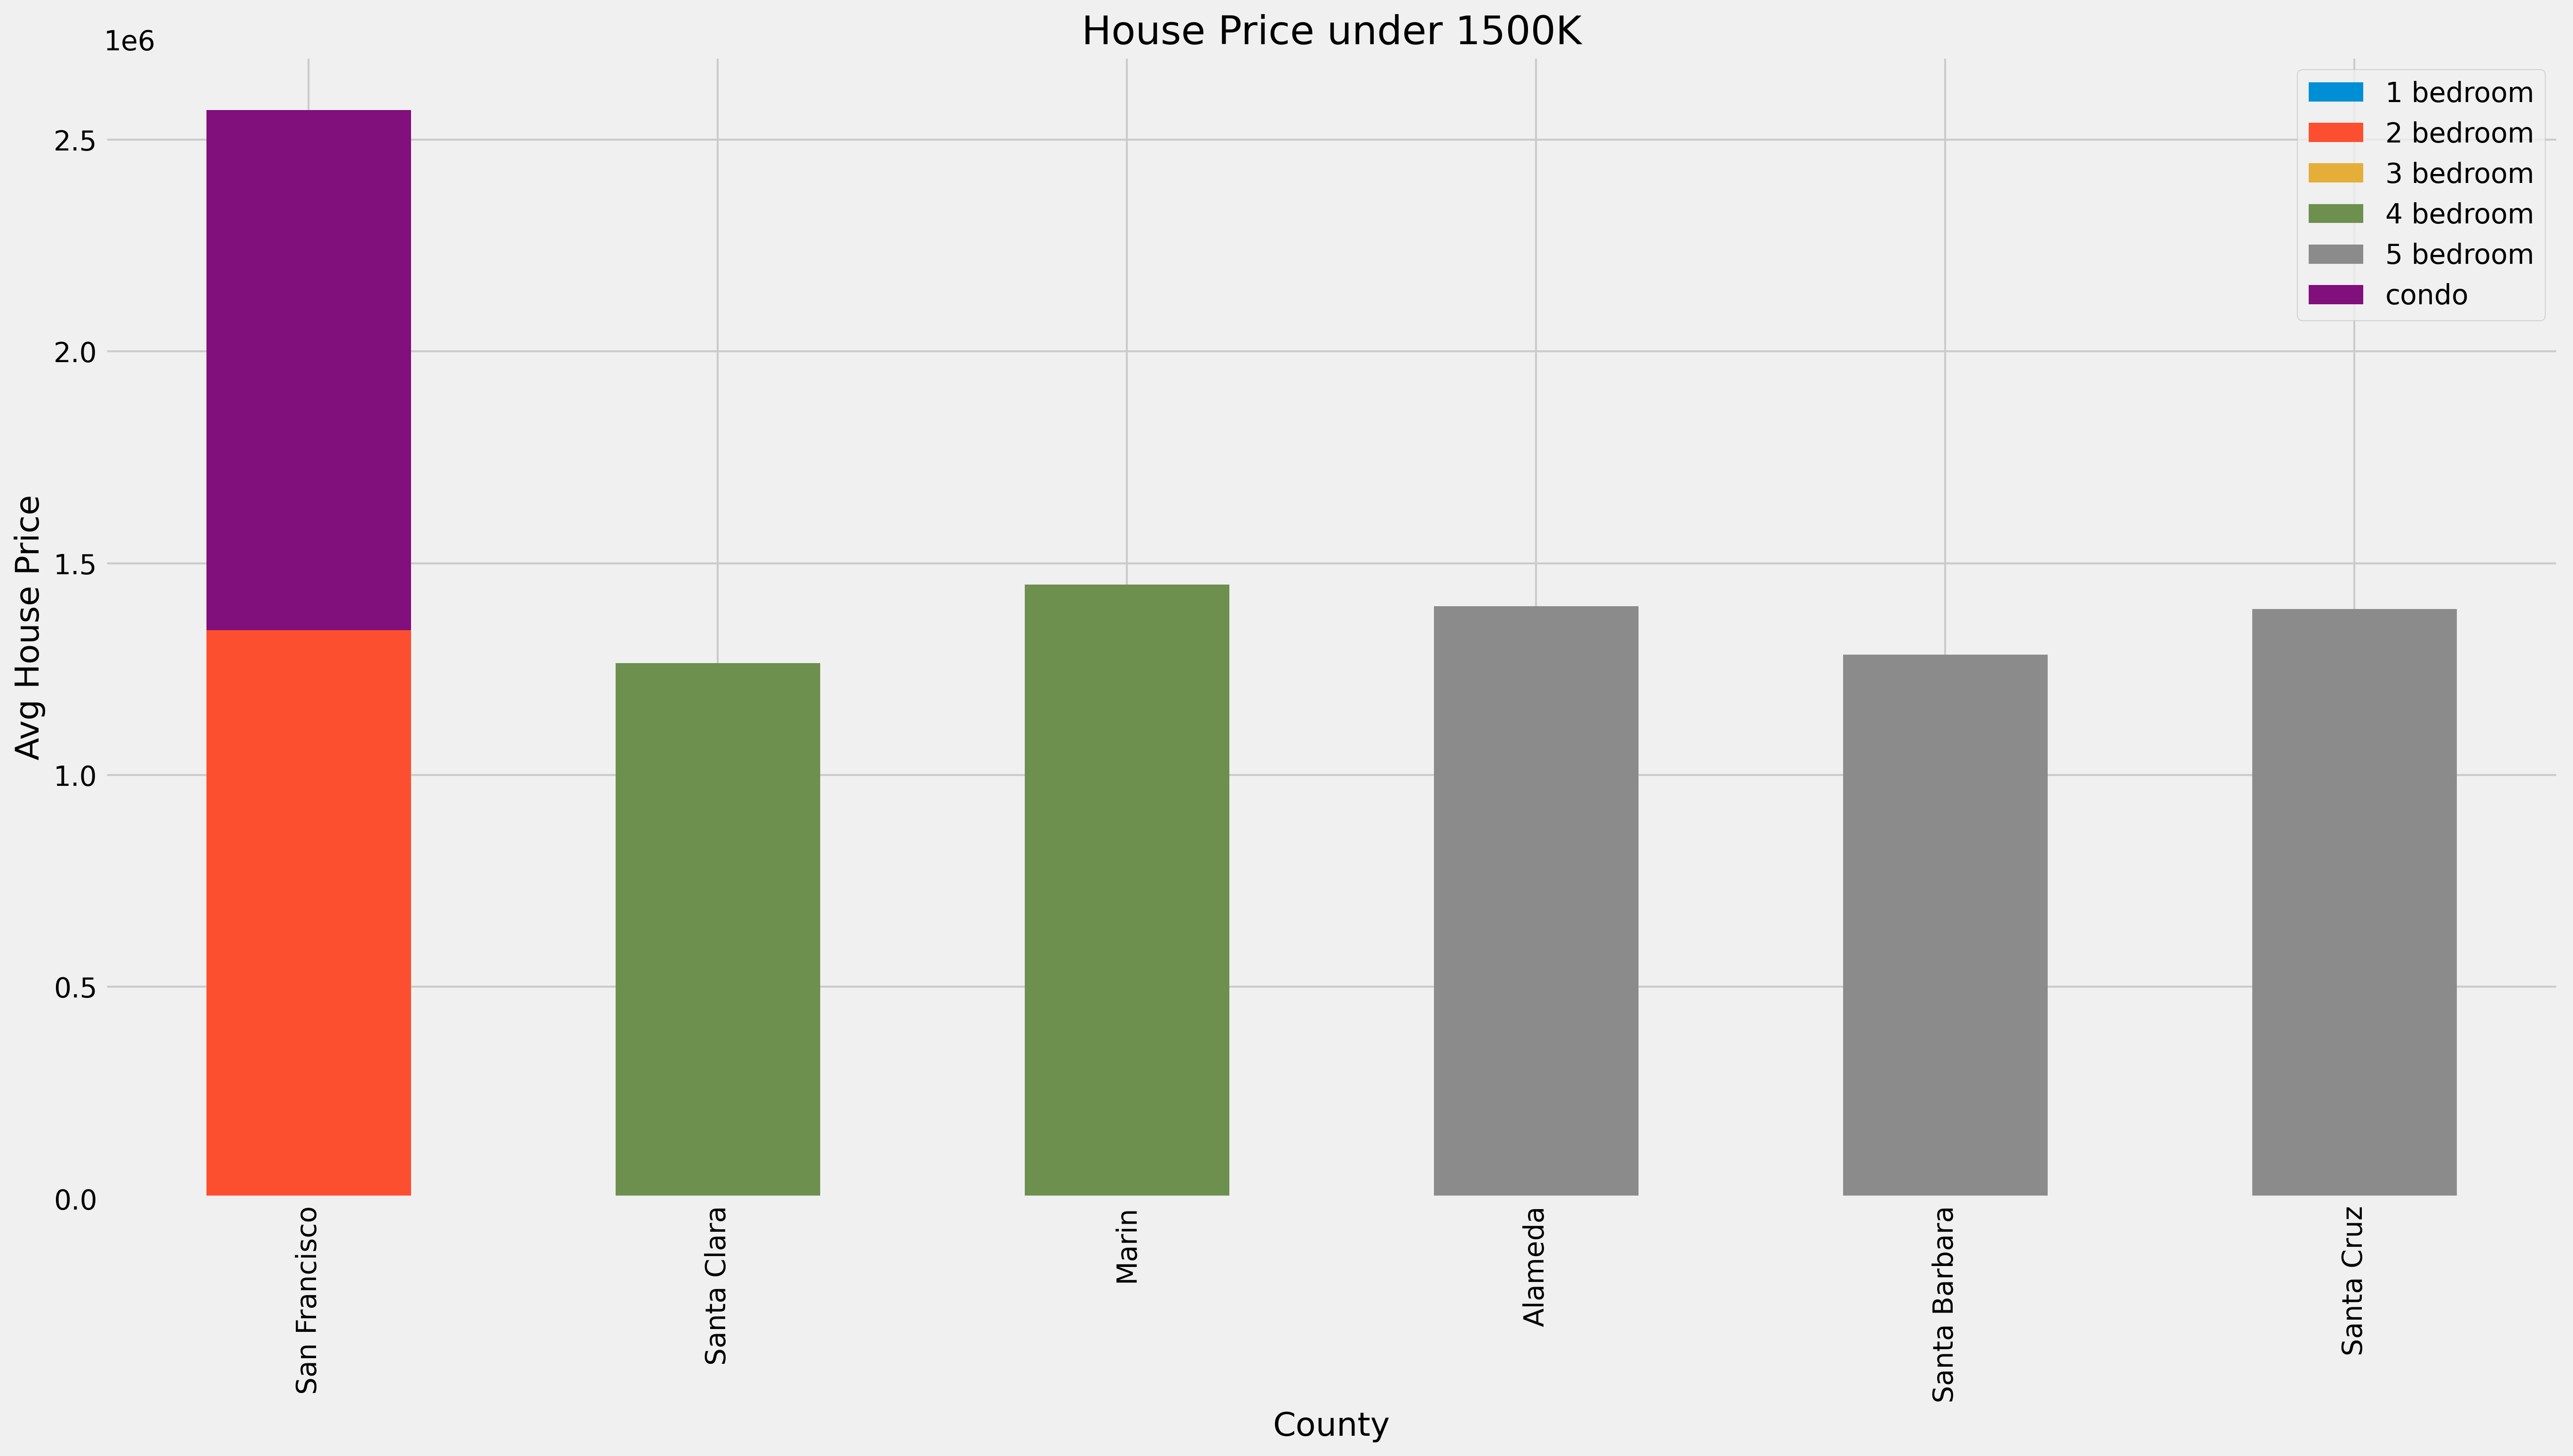 House Price under 1500K
1e6
1 bedroom
2 bedroom
3 bedroom
4 bedroom
5 bedroom
condo
2.5
2.0
1.5
1.0
0.5
0.0
Avg House Price
San Francisco
Santa Clara
Marin
Alameda
Santa Barbara
Santa Cruz
County